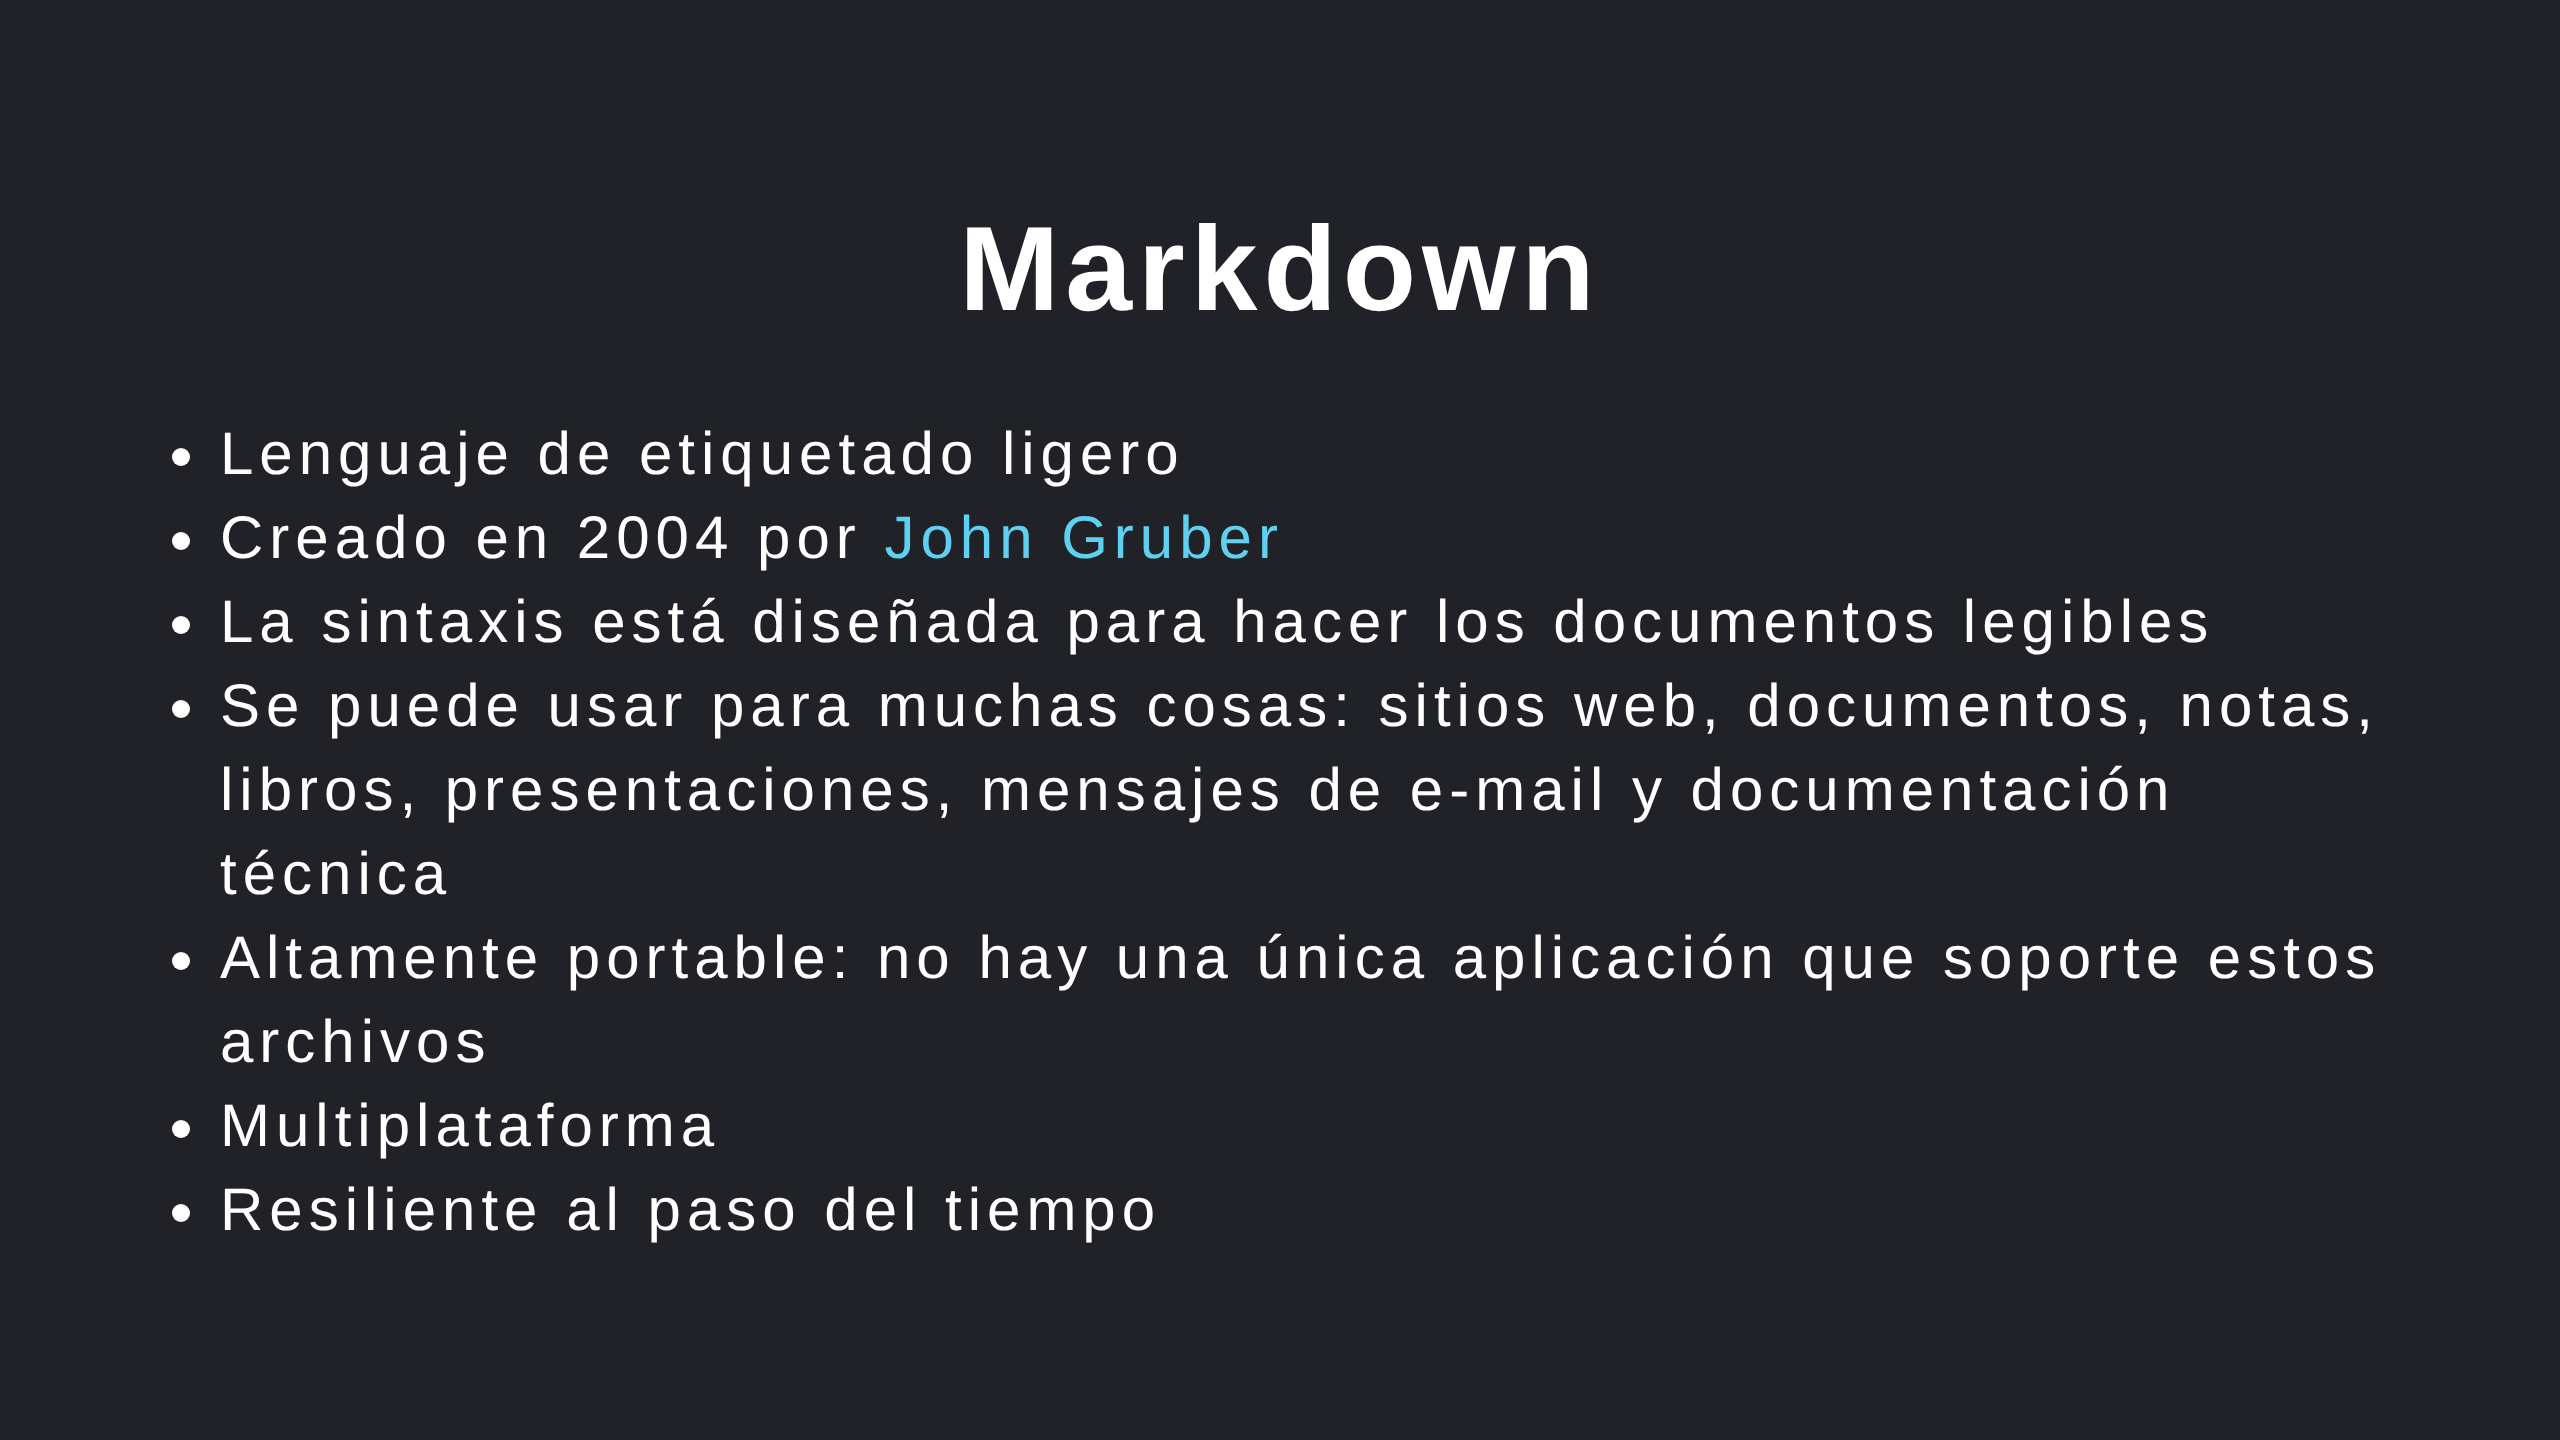 Markdown
Lenguaje de etiquetado ligero
Creado en 2004 por John Gruber
La sintaxis está diseñada para hacer los documentos legibles
Se puede usar para muchas cosas: sitios web, documentos, notas,
libros, presentaciones, mensajes de e-mail y documentación
técnica
Altamente portable: no hay una única aplicación que soporte estos
archivos
Multiplataforma
Resiliente al paso del tiempo